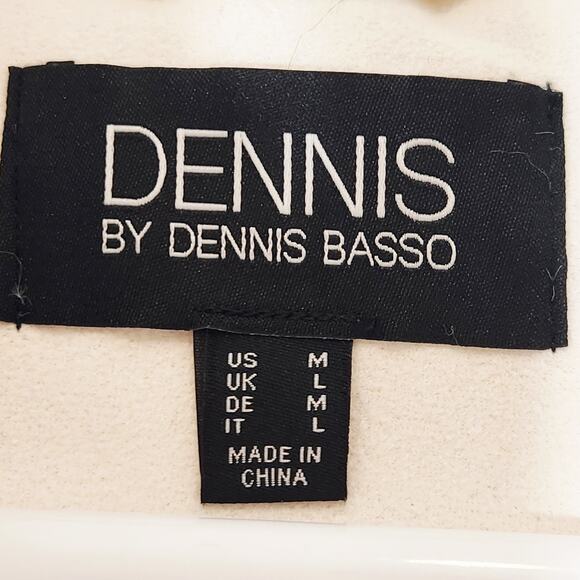 DENNIS
BY DENNIS BASSO
US M
UK L
DE M
IT L
MADE IN
CHINA